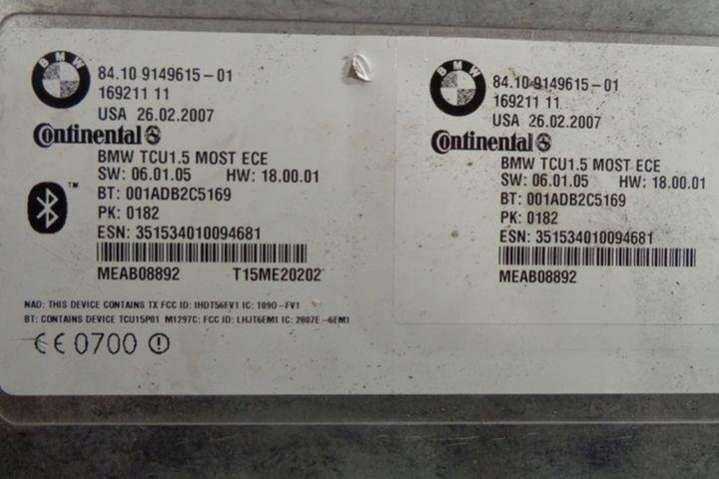 BMW
84.10 9149615-01
169211 11
USA 26.02.2007
Continental
BMW TCU1.5 MOST ECE
SW: 06.01.05 HW: 18.00.01
TM
BT: 001ADB2C5169
PK: 0182
ESN: 351534010094681
MEAB08892 T15ME20202
NAD: THIS DEVICE CONTAINS TX FCC ID: IHDT56FV1 IC: 1090-FV1
BT: CONTAINS DEVICE TCU15P01 M1297C: FCC ID: LHJT6EM1 IC: 2807E-6EM1
CE 0700
BMW
84.10 9149615-01
169211 11
USA 26.02.2007
Continental
BMW TCU1.5 MOST ECE
SW: 06.01.05 HW: 18.00.01
BT: 001ADB2C5169
PK: 0182
ESN: 351534010094681
MEAB08892